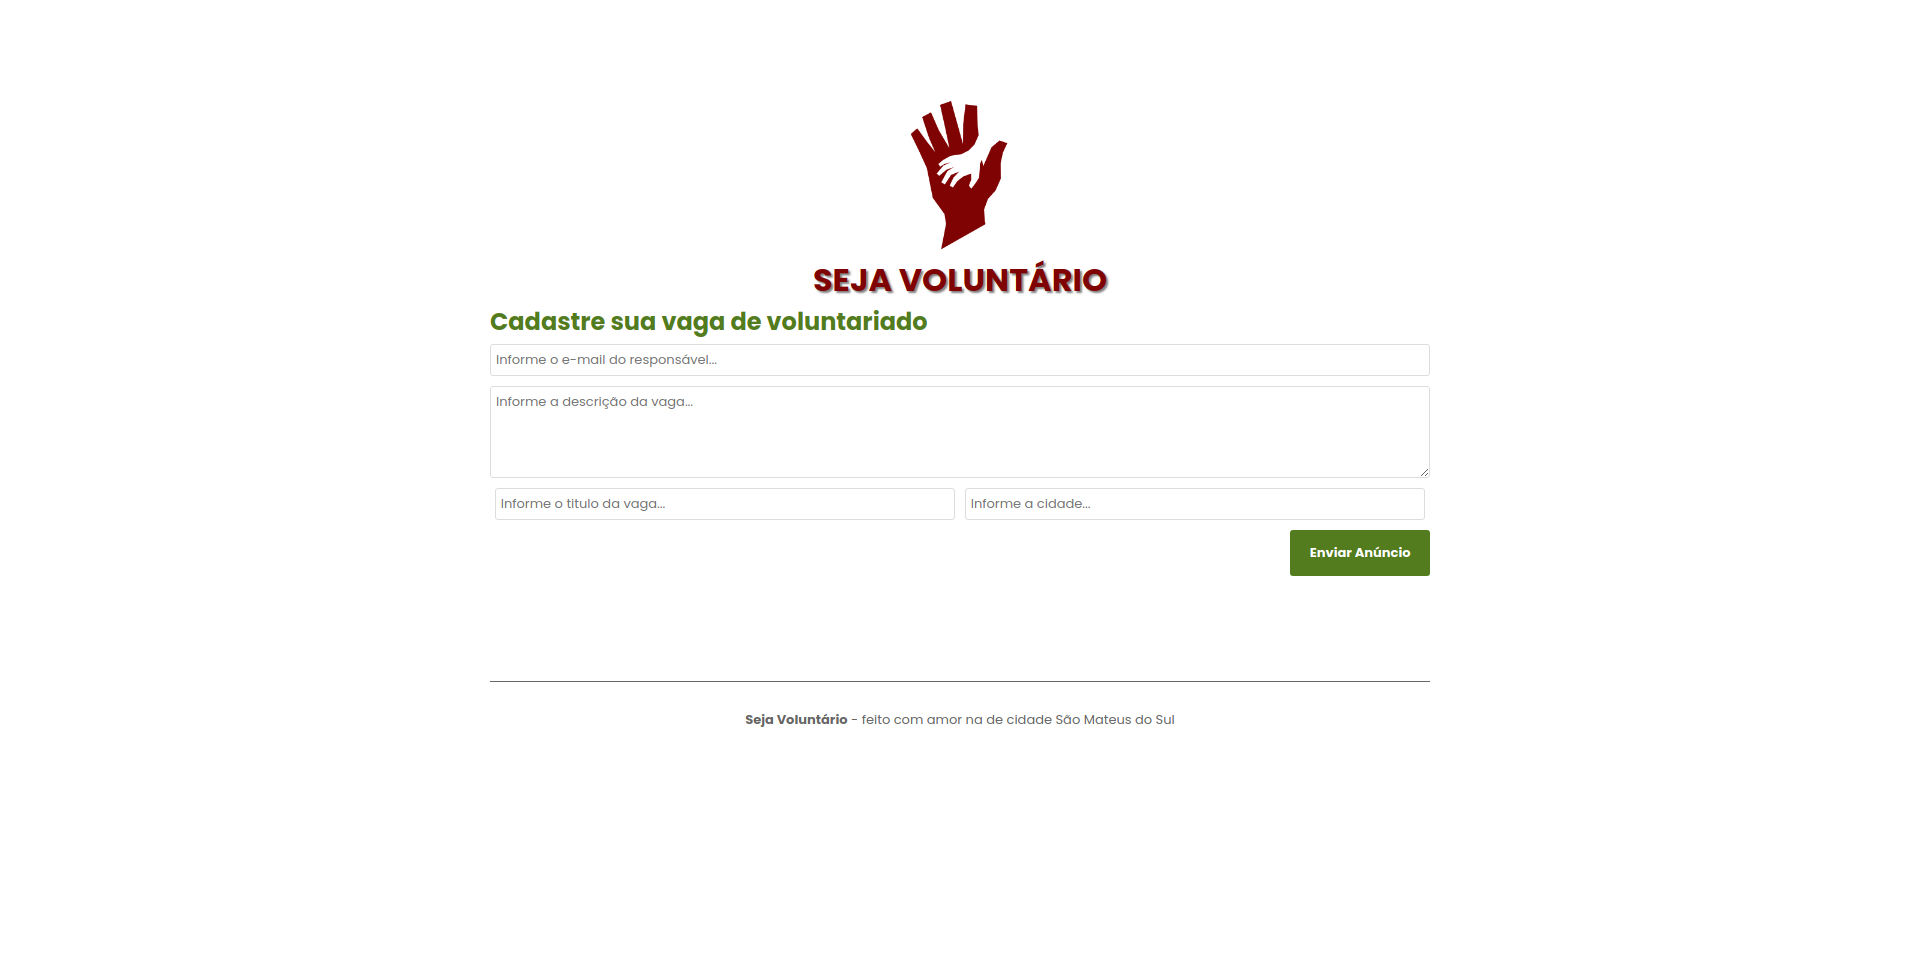 SEJA VOLUNTÁRIO
Cadastre sua vaga de voluntariado
Informe o e-mail do responsável...
Informe a descrição da vaga...
Informe o titulo da vaga...
Informe a cidade...
Enviar Anúncio
Seja Voluntário - feito com amor na de cidade São Mateus do Sul